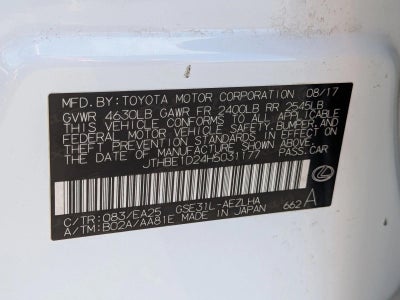 MFD.BY:TOYOTA MOTOR CORPORATION 08/17
GVWR 4630LB GAWR FR 2400LB RR 2545LB
THIS VEHICLE CONFORMS TO ALL APPLICABLE
FEDERAL MOTOR VEHICLE SAFETY, BUMPER,
AND THEFT PREVENTION STANDARDS IN EFFECT
ON THE DATE OF MANUFACTURE SHOWN ABOVE.
JTHBE1D24H5031177 PASS.CAR
C/TR:083/EA25 GSE31L-AEZLHA
A/TM:B02A/AA81E MADE IN JAPAN 662 A